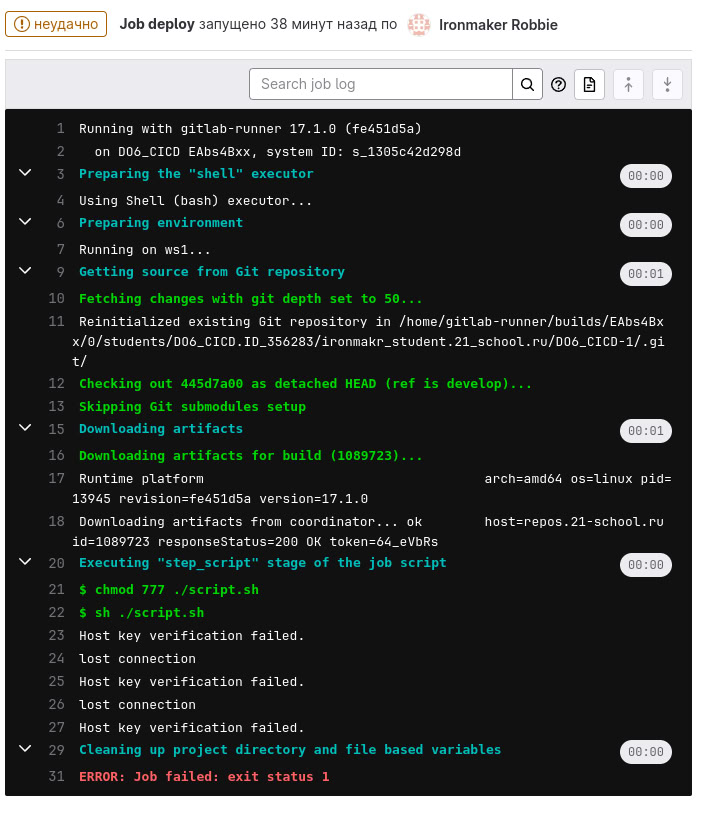 неудачно Job deploy запущено 38 минут назад по Ironmaker Robbie
Search job log
1 Running with gitlab-runner 17.1.0 (fe451d5a)
2 on DO6_CICD EAbs4Bxx, system ID: s_1305c42d298d
3 Preparing the "shell" executor 00:00
4 Using Shell (bash) executor...
6 Preparing environment 00:00
7 Running on ws1...
9 Getting source from Git repository 00:01
10 Fetching changes with git depth set to 50...
11 Reinitialized existing Git repository in /home/gitlab-runner/builds/EAbs4Bx
x/0/students/DO6_CICD.ID_356283/ironmakr_student.21_school.ru/DO6_CICD-1/.gi
t/
12 Checking out 445d7a00 as detached HEAD (ref is develop)...
13 Skipping Git submodules setup
15 Downloading artifacts 00:01
16 Downloading artifacts for build (1089723)...
17 Runtime platform arch=amd64 os=linux pid=
13945 revision=fe451d5a version=17.1.0
18 Downloading artifacts from coordinator... ok host=repos.21-school.ru
id=1089723 responseStatus=200 OK token=64_eVbRs
20 Executing "step_script" stage of the job script 00:00
21 $ chmod 777 ./script.sh
22 $ sh ./script.sh
23 Host key verification failed.
24 lost connection
25 Host key verification failed.
26 lost connection
27 Host key verification failed.
29 Cleaning up project directory and file based variables 00:00
31 ERROR: Job failed: exit status 1